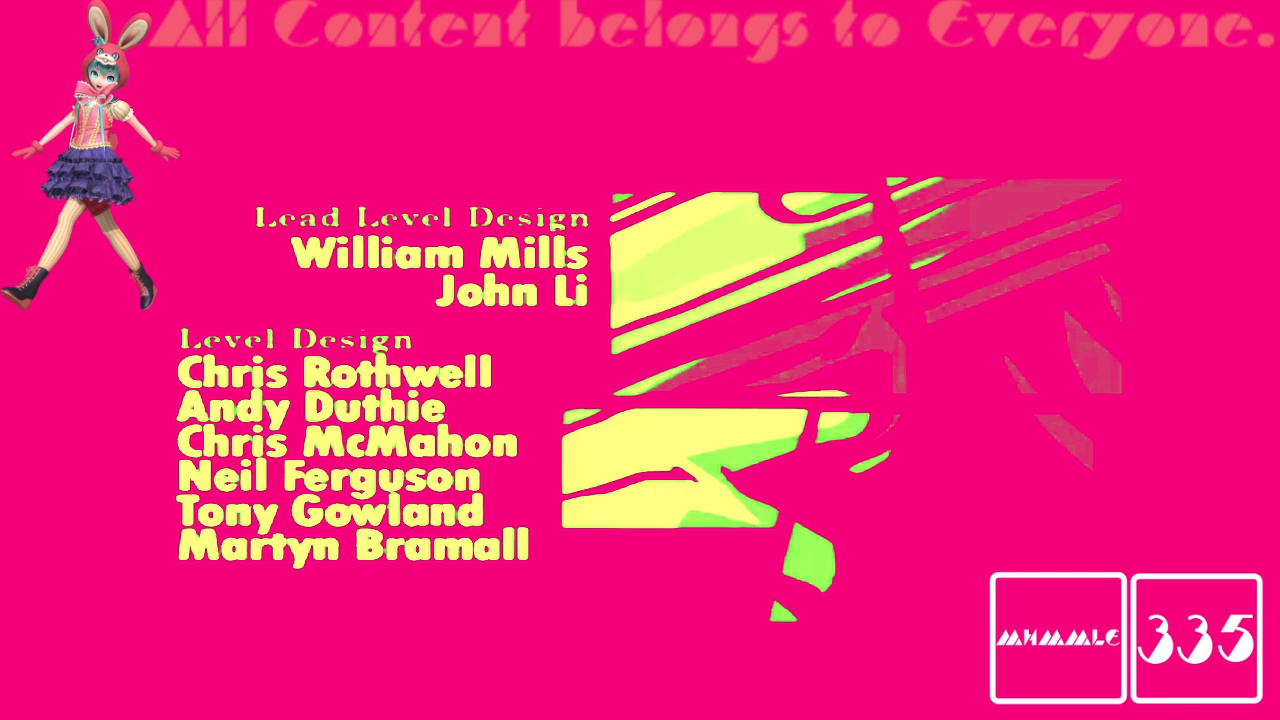 All Content belongs to Everyone.
Lead Level Design
William Mills
John Li
Level Design
Chris Rothwell
Andy Duthie
Chris McMahon
Neil Ferguson
Tony Gowland
Martyn Bramall
335